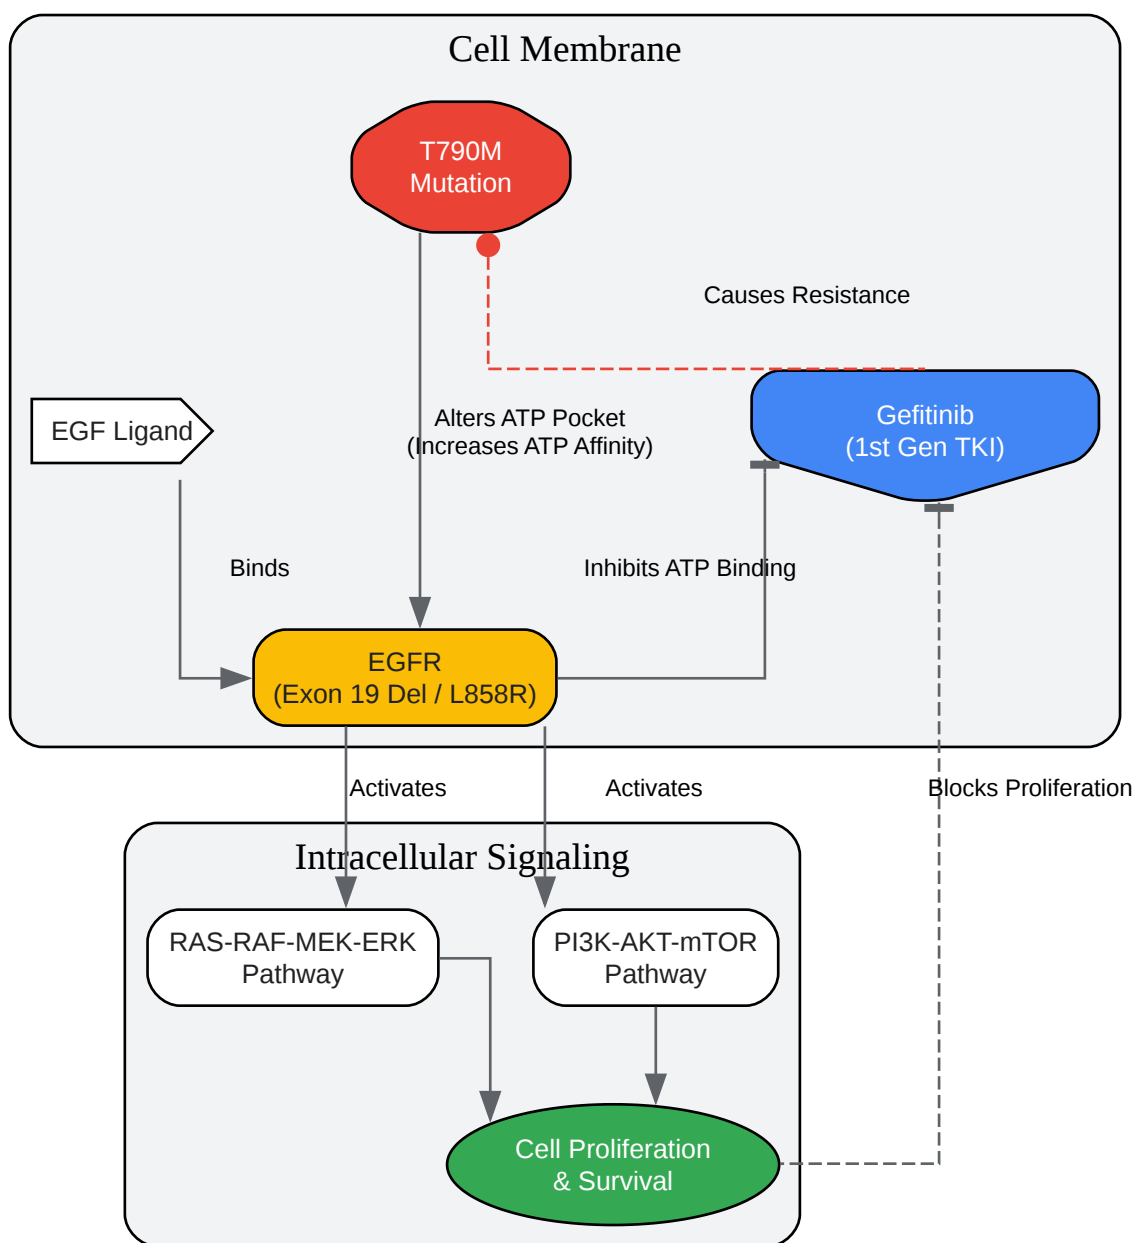 Cell Membrane
T790M
Mutation
Causes Resistance
EGF Ligand
Alters ATP Pocket
(Increases ATP Affinity)
Gefitinib
(1st Gen TKI)
Binds
Inhibits ATP Binding
EGFR
(Exon 19 Del / L858R)
Activates
Activates
Blocks Proliferation
Intracellular Signaling
RAS-RAF-MEK-ERK
Pathway
PI3K-AKT-mTOR
Pathway
Cell Proliferation
& Survival